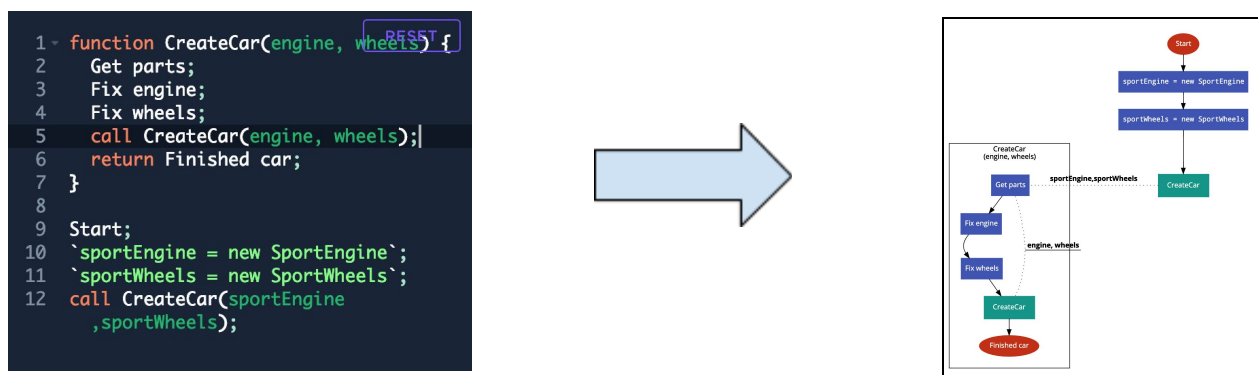 RESET
1 function CreateCar(engine, wheels) {
2 Get parts;
3 Fix engine;
4 Fix wheels;
5 call CreateCar(engine, wheels);
6 return Finished car;
7 }
8
9 Start;
10 `sportEngine = new SportEngine`;
11 `sportWheels = new SportWheels`;
12 call CreateCar(sportEngine
,sportWheels);
Start
sportEngine = new SportEngine
sportWheels = new SportWheels
CreateCar
(engine, wheels)
Get parts
sportEngine,sportWheels
CreateCar
Fix engine
engine, wheels
Fix wheels
CreateCar
Finished car